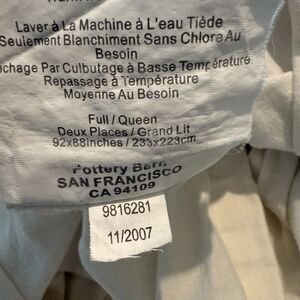 Laver à La Machine à L'eau Tiède
Seulement Blanchiment Sans Chlore Au
Besoin
échage Par Culbutage à Basse Température
Repassage à Température
Moyenne Au Besoin
Full / Queen
Deux Places / Grand Lit
92x88inches / 233x223cm
Pottery Barn
SAN FRANCISCO
CA 94109
9816281
11/2007